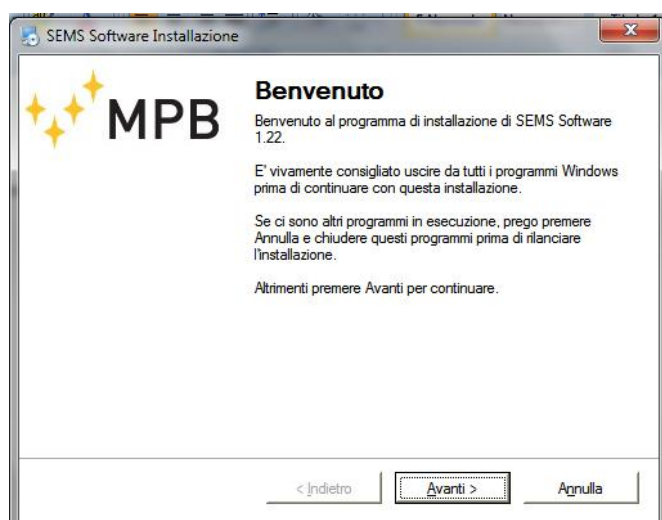 SEMS Software Installazione
MPB
Benvenuto
Benvenuto al programma di installazione di SEMS Software
1.22.
E' vivamente consigliato uscire da tutti i programmi Windows
prima di continuare con questa installazione.
Se ci sono altri programmi in esecuzione, prego premere
Annulla e chiudere questi programmi prima di rilanciare
l'installazione.
Altrimenti premere Avanti per continuare.
< Indietro
Avanti >
Annulla